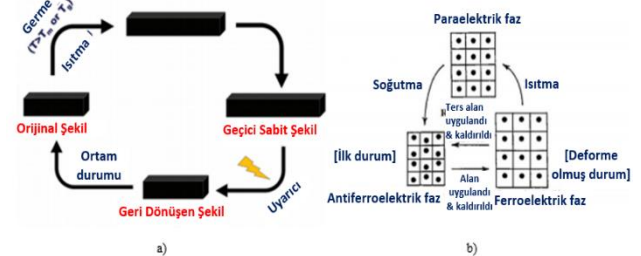 Germe
(T>Tm or Tg)
Isıtma
Orijinal Şekil
Geçici Sabit Şekil
Ortam
durumu
Uyarıcı
Geri Dönüşen Şekil
a)
Paraelektrik faz
Soğutma
Isıtma
Ters alan
uygulandı
& kaldırıldı
[İlk durum]
[Deforme
olmuş durum]
Alan
uygulandı
& kaldırıldı
Antiferroelektrik faz
Ferroelektrik faz
b)